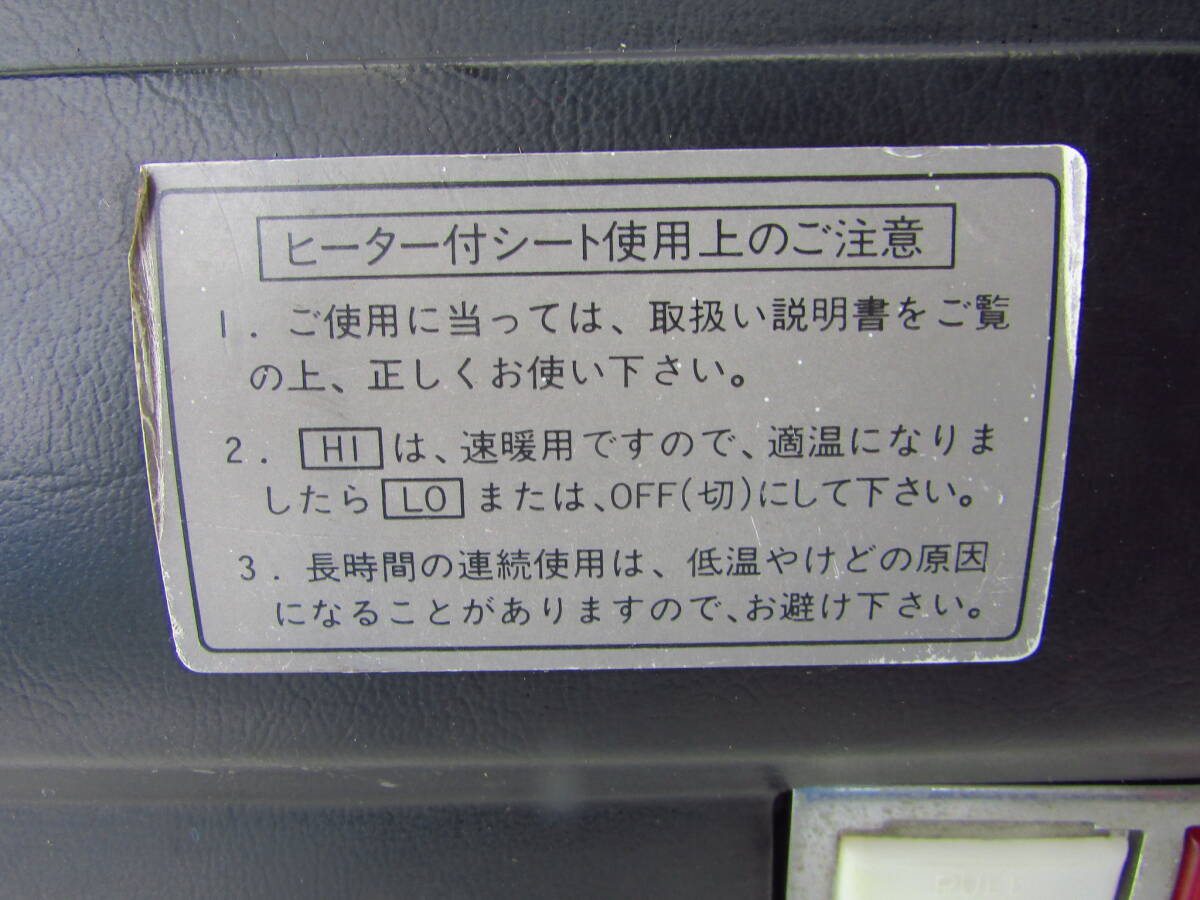 ヒーター付シート使用上のご注意
1. ご使用に当っては、取扱い説明書をご覧
の上、正しくお使い下さい。
2. HI は、速暖用ですので、適温になりま
したら LO または、OFF(切)にして下さい。
3. 長時間の連続使用は、低温やけどの原因
になることがありますので、お避け下さい。
PULL